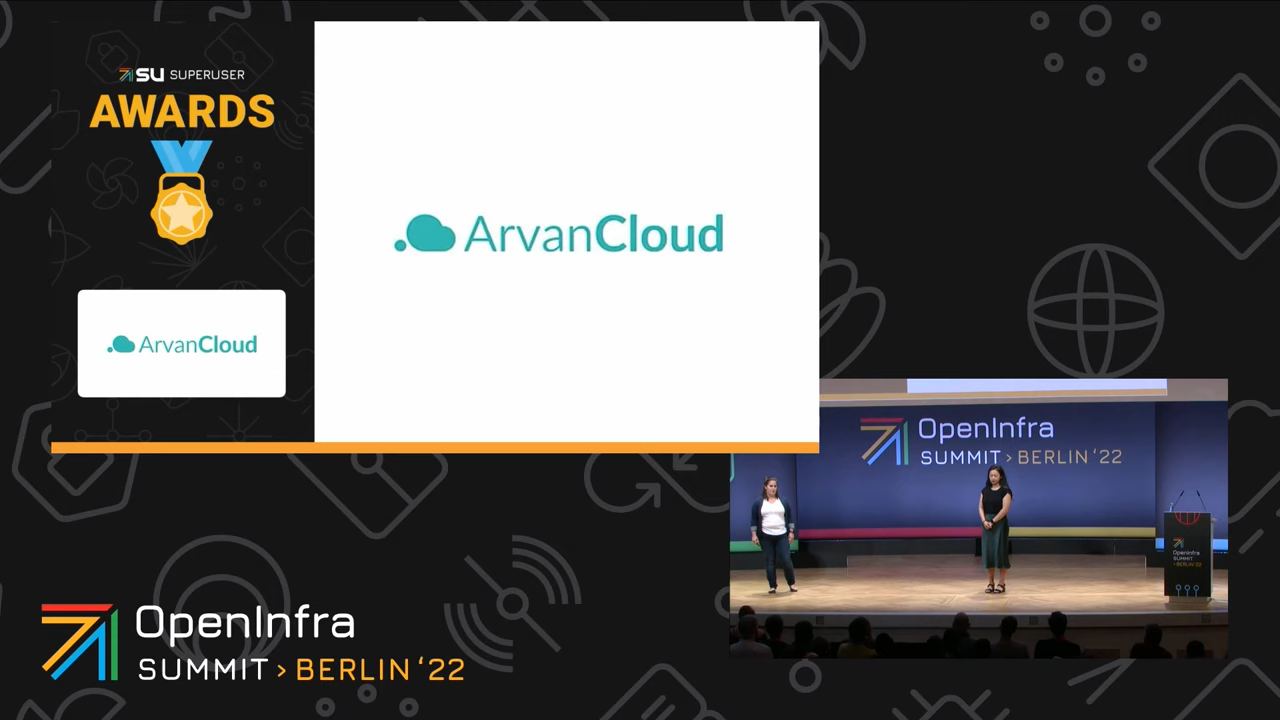 SU SUPERUSER
AWARDS
ArvanCloud
ArvanCloud
OpenInfra
SUMMIT > BERLIN '22
OpenInfra
SUMMIT
> BERLIN '22
OpenInfra
SUMMIT > BERLIN ‘22